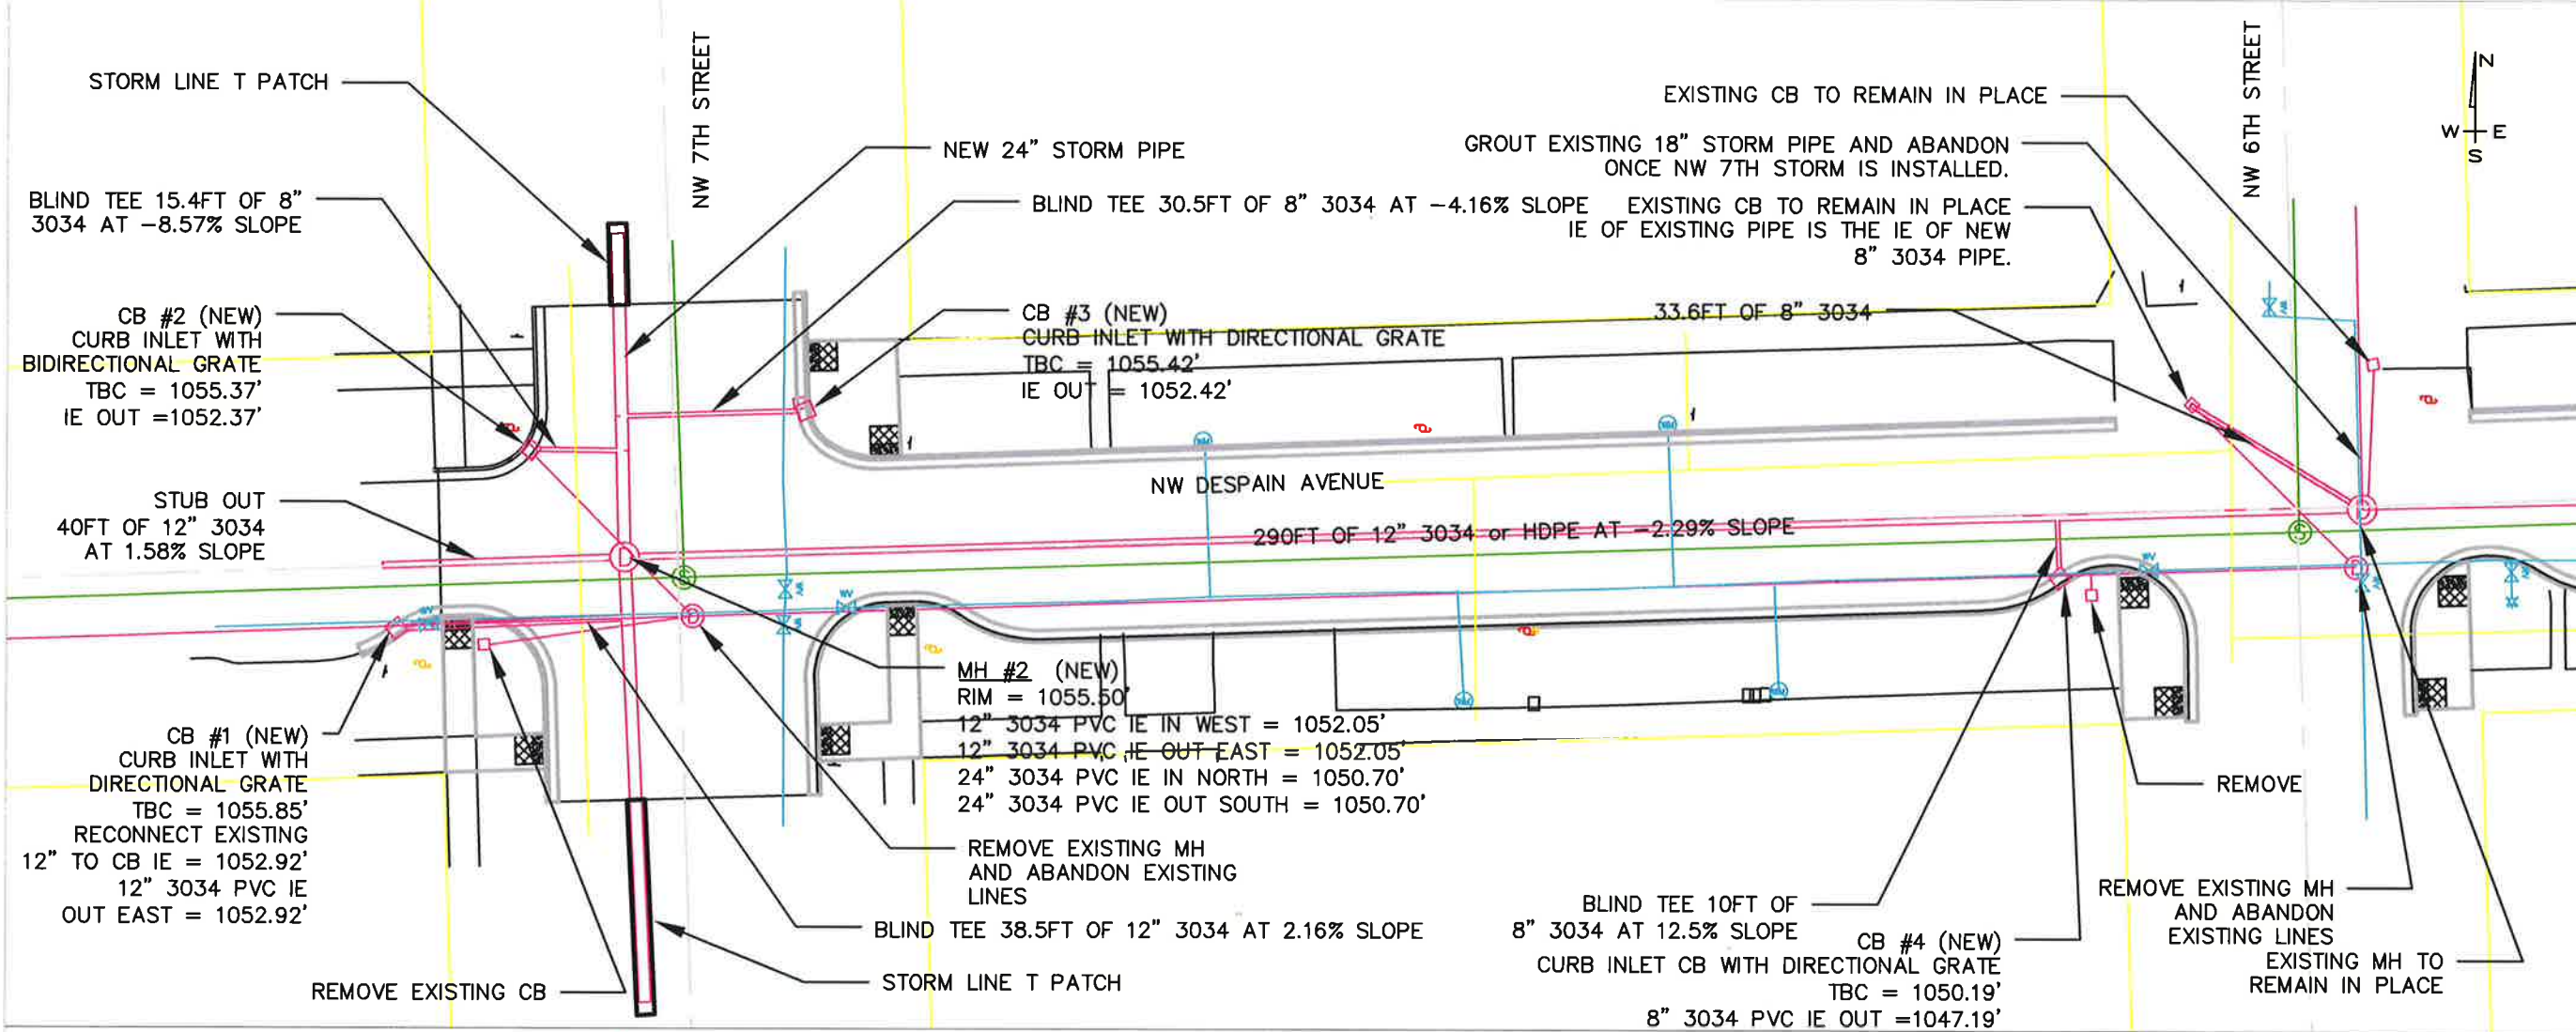 STORM LINE T PATCH
NW 7TH STREET
NEW 24" STORM PIPE
BLIND TEE 15.4FT OF 8"
3034 AT -8.57% SLOPE
BLIND TEE 30.5FT OF 8" 3034 AT -4.16% SLOPE
EXISTING CB TO REMAIN IN PLACE
GROUT EXISTING 18" STORM PIPE AND ABANDON
ONCE NW 7TH STORM IS INSTALLED.
EXISTING CB TO REMAIN IN PLACE
IE OF EXISTING PIPE IS THE IE OF NEW
8" 3034 PIPE.
NW 6TH STREET
N
W E
S
CB #2 (NEW)
CURB INLET WITH
BIDIRECTIONAL GRATE
TBC = 1055.37'
IE OUT =1052.37'
CB #3 (NEW)
CURB INLET WITH DIRECTIONAL GRATE
TBC = 1055.42'
IE OUT = 1052.42'
33.6FT OF 8" 3034
NW DESPAIN AVENUE
STUB OUT
40FT OF 12" 3034
AT 1.58% SLOPE
290FT OF 12" 3034 or HDPE AT -2.29% SLOPE
D
S
D
D
S
WV
WV
WV
MH #2 (NEW)
RIM = 1055.50'
12" 3034 PVC IE IN WEST = 1052.05'
12" 3034 PVC IE OUT EAST = 1052.05'
24" 3034 PVC IE IN NORTH = 1050.70'
24" 3034 PVC IE OUT SOUTH = 1050.70'
CB #1 (NEW)
CURB INLET WITH
DIRECTIONAL GRATE
TBC = 1055.85'
RECONNECT EXISTING
12" TO CB IE = 1052.92'
12" 3034 PVC IE
OUT EAST = 1052.92'
REMOVE EXISTING MH
AND ABANDON EXISTING
LINES
BLIND TEE 38.5FT OF 12" 3034 AT 2.16% SLOPE
STORM LINE T PATCH
REMOVE EXISTING CB
REMOVE
BLIND TEE 10FT OF
8" 3034 AT 12.5% SLOPE
CB #4 (NEW)
CURB INLET CB WITH DIRECTIONAL GRATE
TBC = 1050.19'
8" 3034 PVC IE OUT =1047.19'
REMOVE EXISTING MH
AND ABANDON
EXISTING LINES
EXISTING MH TO
REMAIN IN PLACE